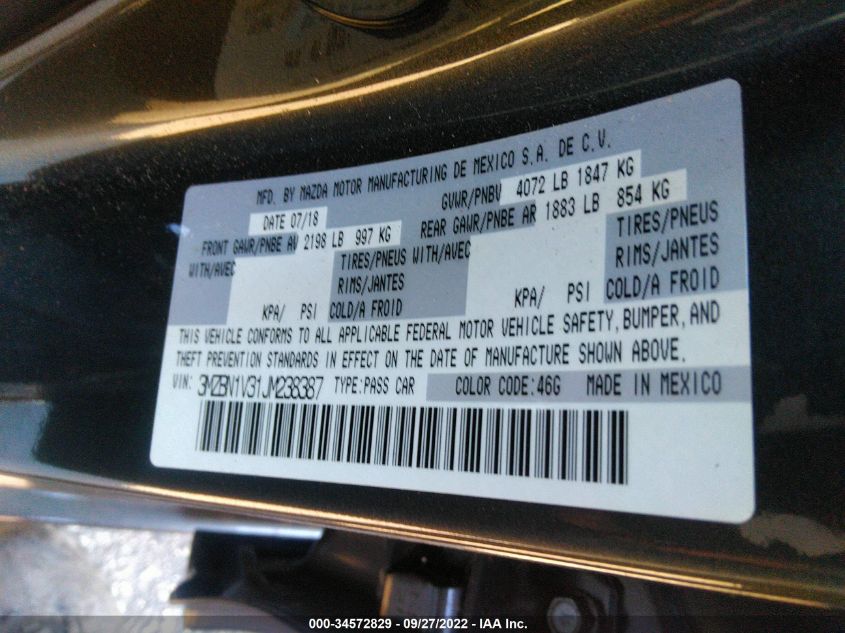 MFD. BY MAZDA MOTOR MANUFACTURING DE MEXICO S.A. DE C.V.
DATE 07/18 GVWR/PNBV 4072 LB 1847 KG
FRONT GAWR/PNBE AV 2198 LB 997 KG REAR GAWR/PNBE AR 1883 LB 854 KG
WITH/AVEC TIRES/PNEUS WITH/AVEC TIRES/PNEUS
RIMS/JANTES RIMS/JANTES
KPA/ PSI COLD/A FROID KPA/ PSI COLD/A FROID
THIS VEHICLE CONFORMS TO ALL APPLICABLE FEDERAL MOTOR VEHICLE SAFETY, BUMPER, AND
THEFT PREVENTION STANDARDS IN EFFECT ON THE DATE OF MANUFACTURE SHOWN ABOVE.
VIN: 3MZBN1V31JM238387 TYPE:PASS CAR COLOR CODE:46G MADE IN MEXICO
000-34572829 - 09/27/2022 - IAA Inc.